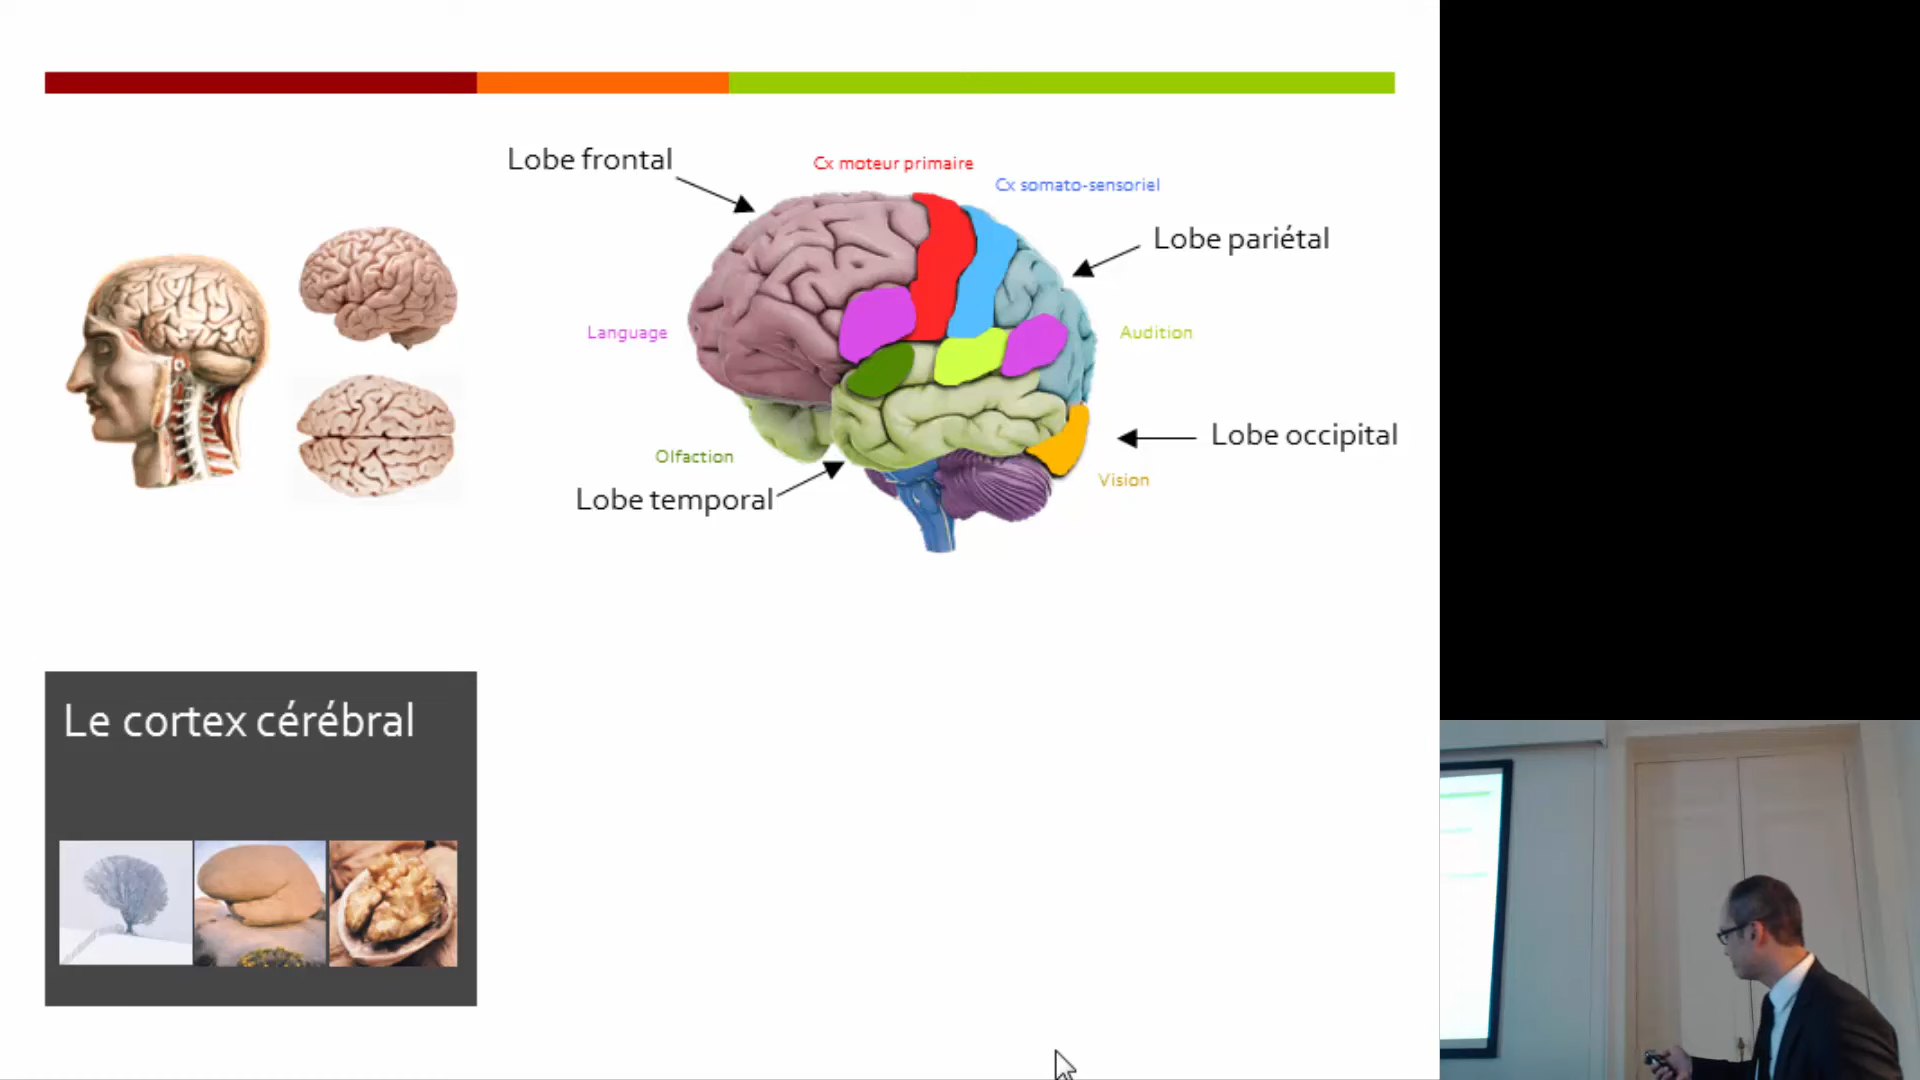 Lobe frontal
Cx moteur primaire
Cx somato-sensoriel
Lobe pariétal
Language
Audition
Lobe occipital
Olfaction
Vision
Lobe temporal
Le cortex cérébral